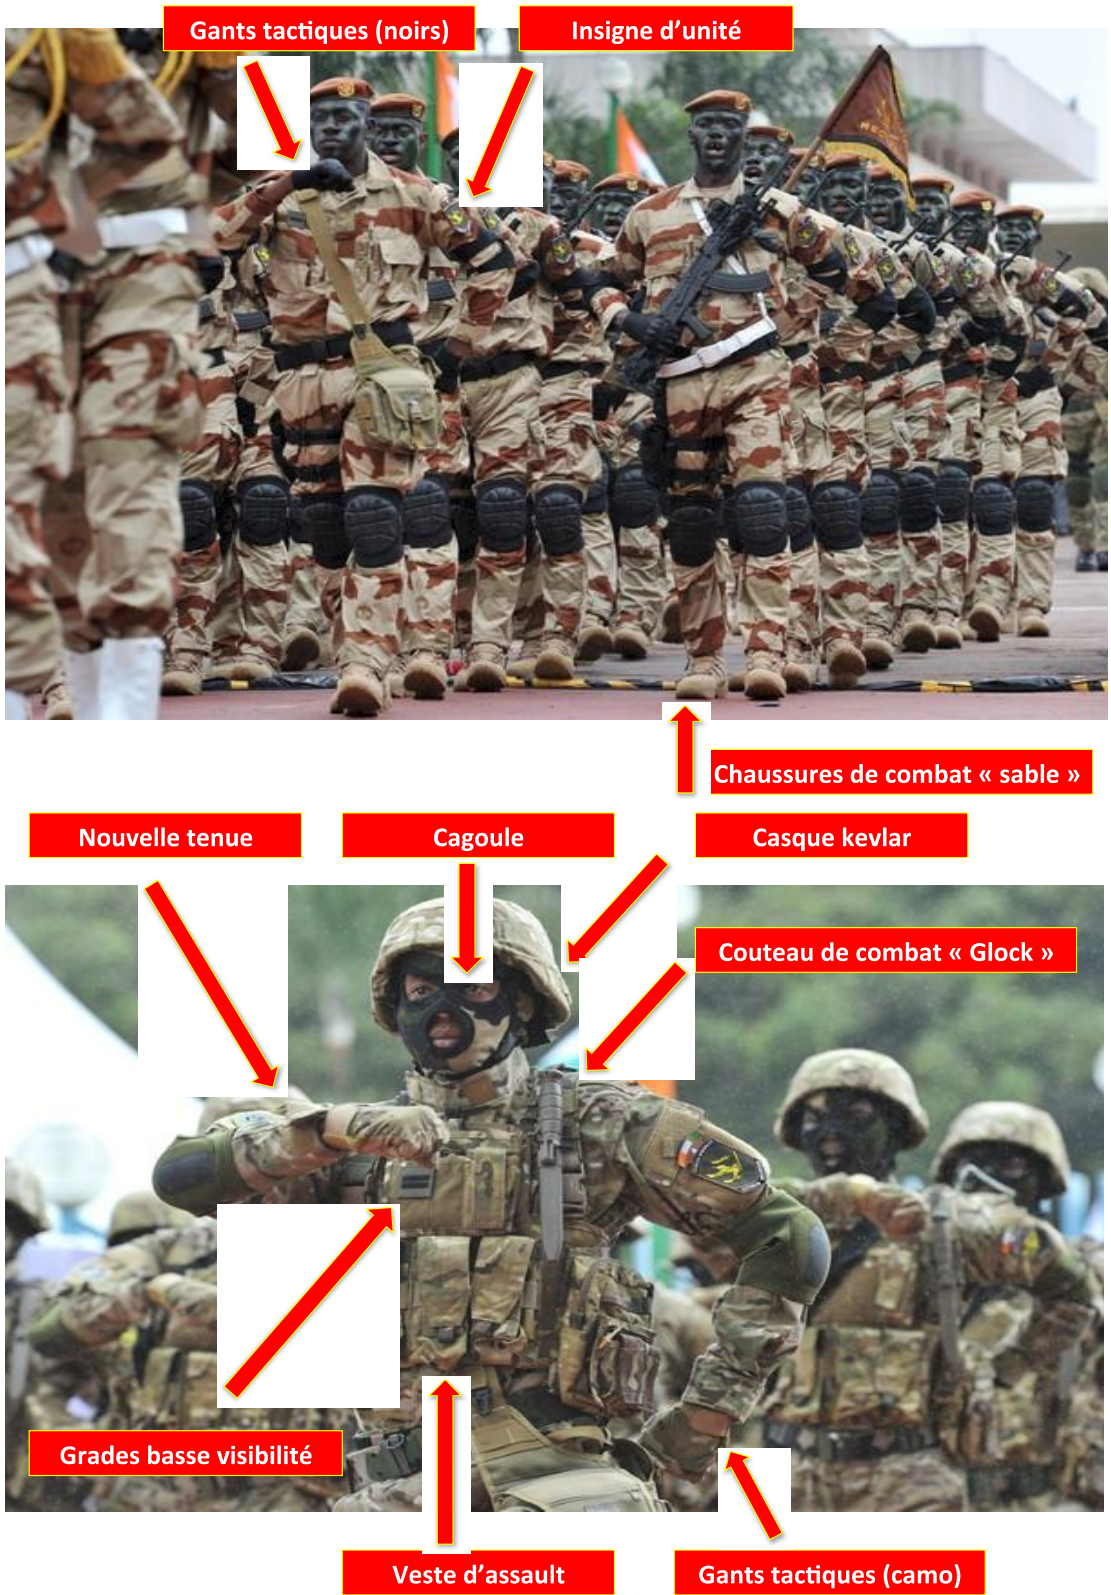 Gants tactiques (noirs)
Insigne d’unité
Chaussures de combat « sable »
Nouvelle tenue
Cagoule
Casque kevlar
Couteau de combat « Glock »
Grades basse visibilité
Veste d’assault
Gants tactiques (camo)